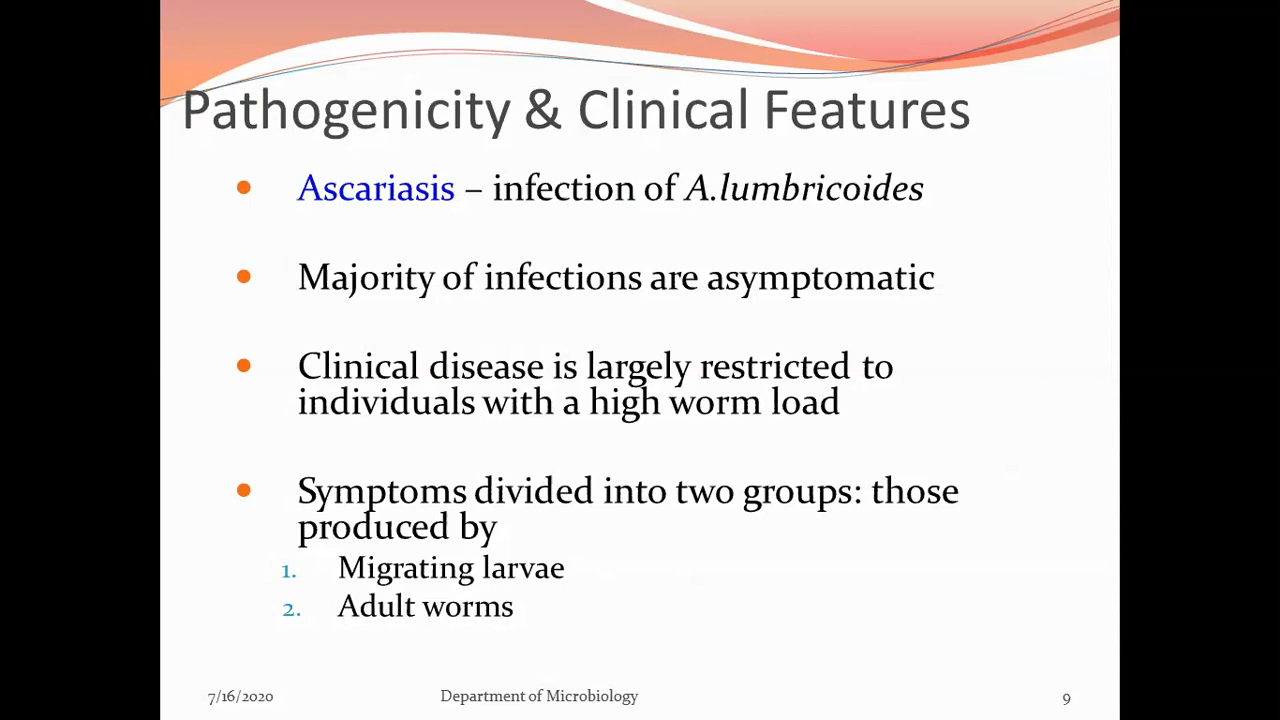 Pathogenicity & Clinical Features
• Ascariasis – infection of A.lumbricoides
• Majority of infections are asymptomatic
• Clinical disease is largely restricted to
individuals with a high worm load
• Symptoms divided into two groups: those
produced by
1. Migrating larvae
2. Adult worms
7/16/2020 Department of Microbiology 9